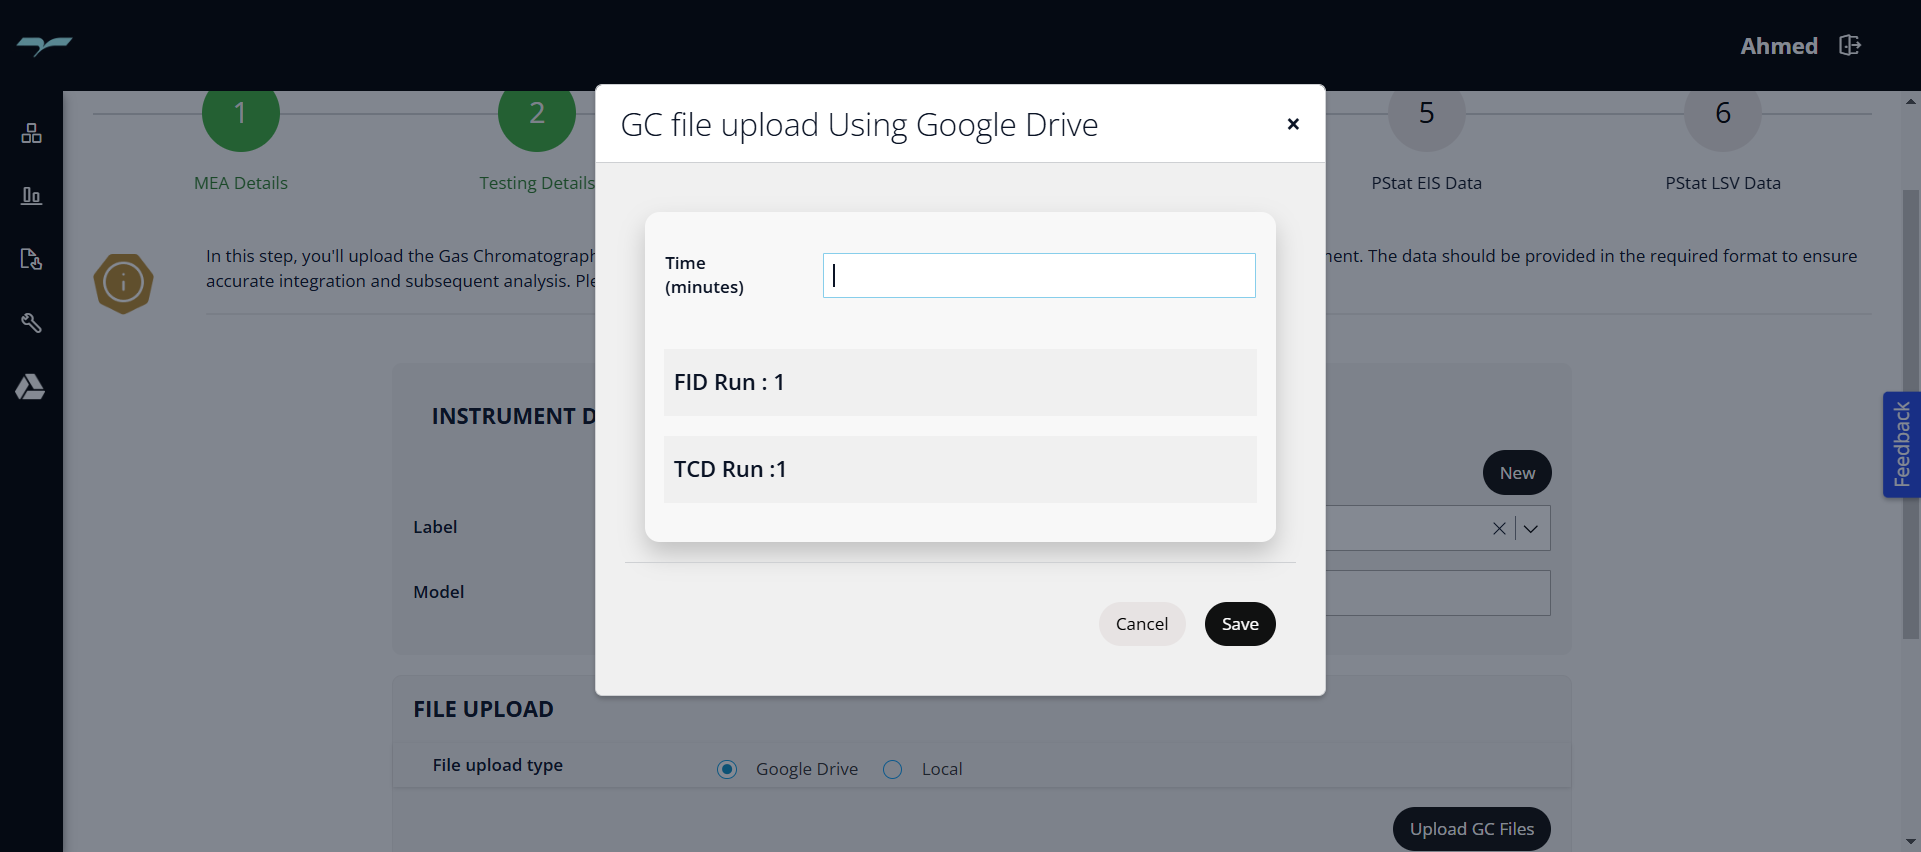 Ahmed
1
2
5
6
MEA Details
Testing Details
PStat EIS Data
PStat LSV Data
GC file upload Using Google Drive
In this step, you'll upload the Gas Chromatograph
The data should be provided in the required format to ensure
accurate integration and subsequent analysis.
Time
(minutes)
FID Run : 1
TCD Run :1
Cancel
Save
INSTRUMENT D
New
Label
Model
Feedback
FILE UPLOAD
File upload type
Google Drive
Local
Upload GC Files